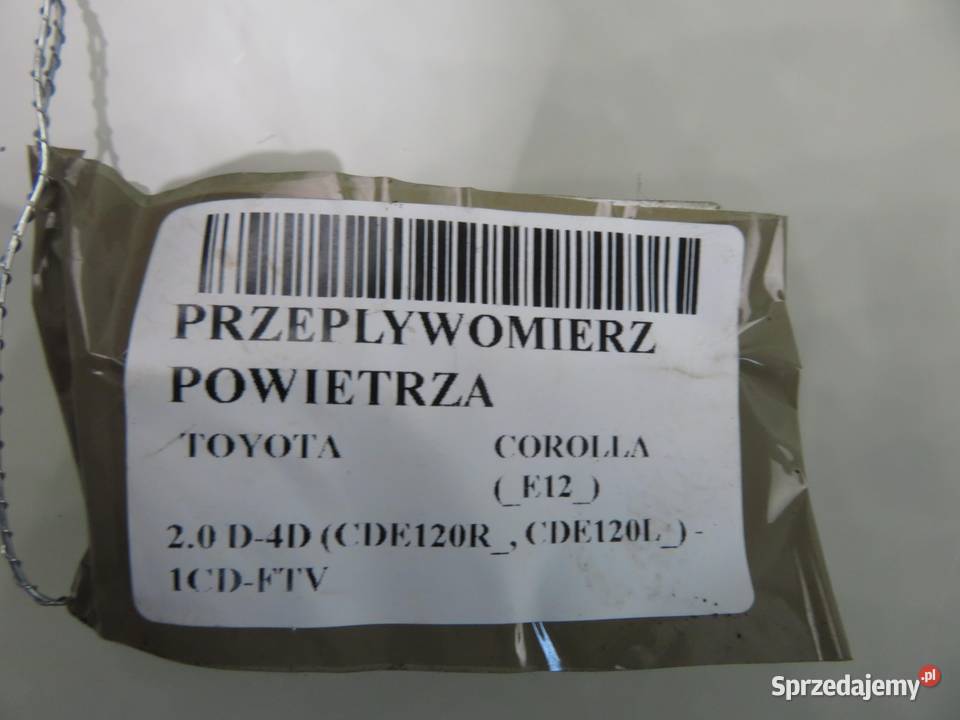 PRZEPLYWOMIERZ
POWIETRZA
TOYOTA COROLLA
(_E12_)
2.0 D-4D (CDE120R_, CDE120L_) -
1CD-FTV
Sprzedajemy.pl